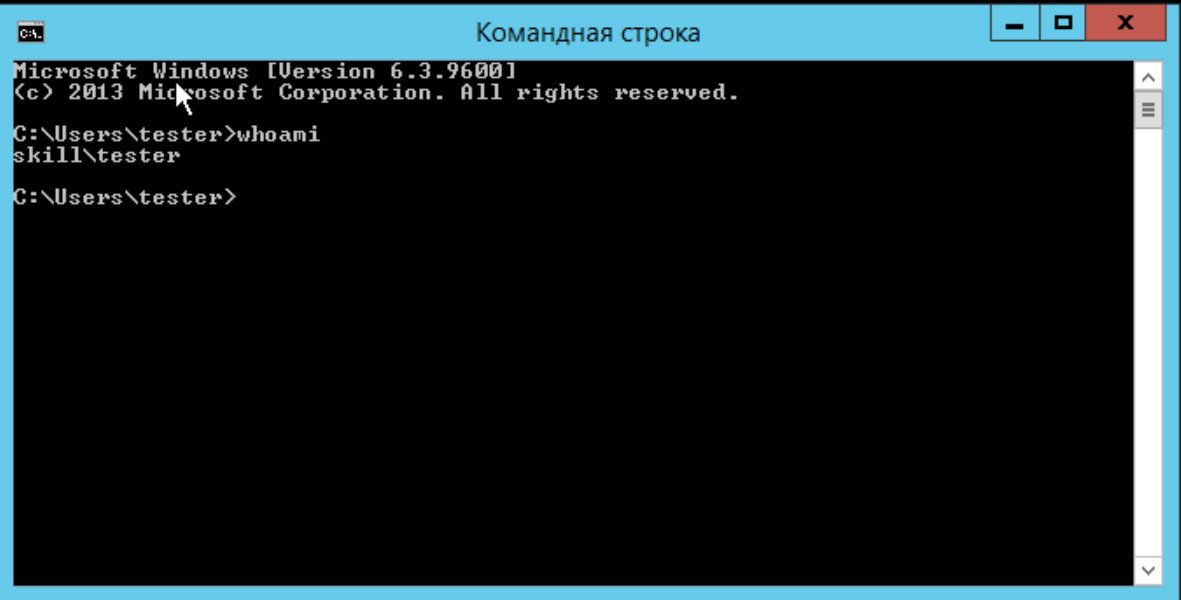 Командная строка
Microsoft Windows [Version 6.3.9600]
(c) 2013 Microsoft Corporation. All rights reserved.
C:\Users\tester>whoami
skill\tester
C:\Users\tester>